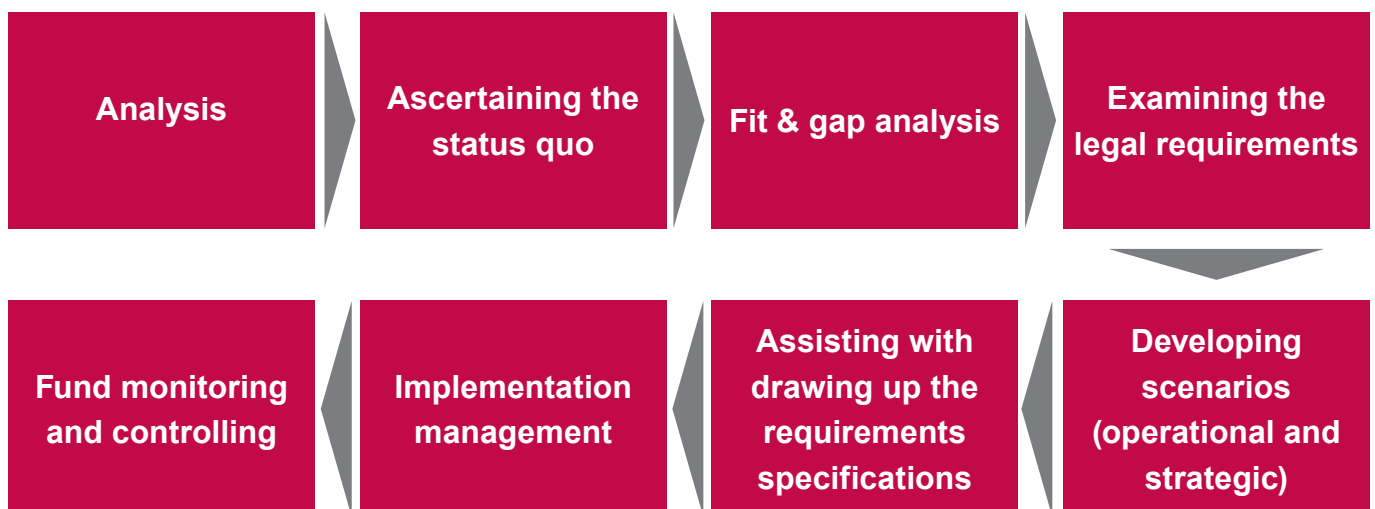 Analysis
Ascertaining the
status quo
Fit & gap analysis
Examining the
legal requirements
Developing
scenarios
(operational and
strategic)
Assisting with
drawing up the
requirements
specifications
Implementation
management
Fund monitoring
and controlling